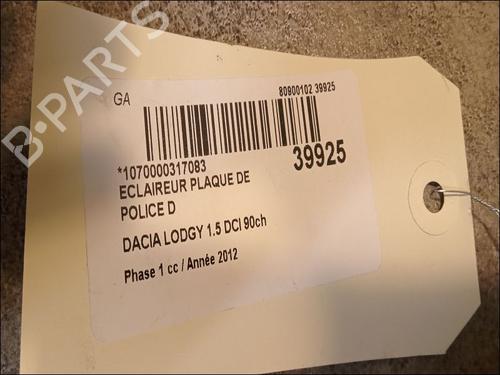 B-PARTS
GA
80900102 39925
*1070000317083
39925
ECLAIREUR PLAQUE DE
POLICE D
DACIA LODGY 1.5 DCI 90ch
Phase 1 cc / Année 2012